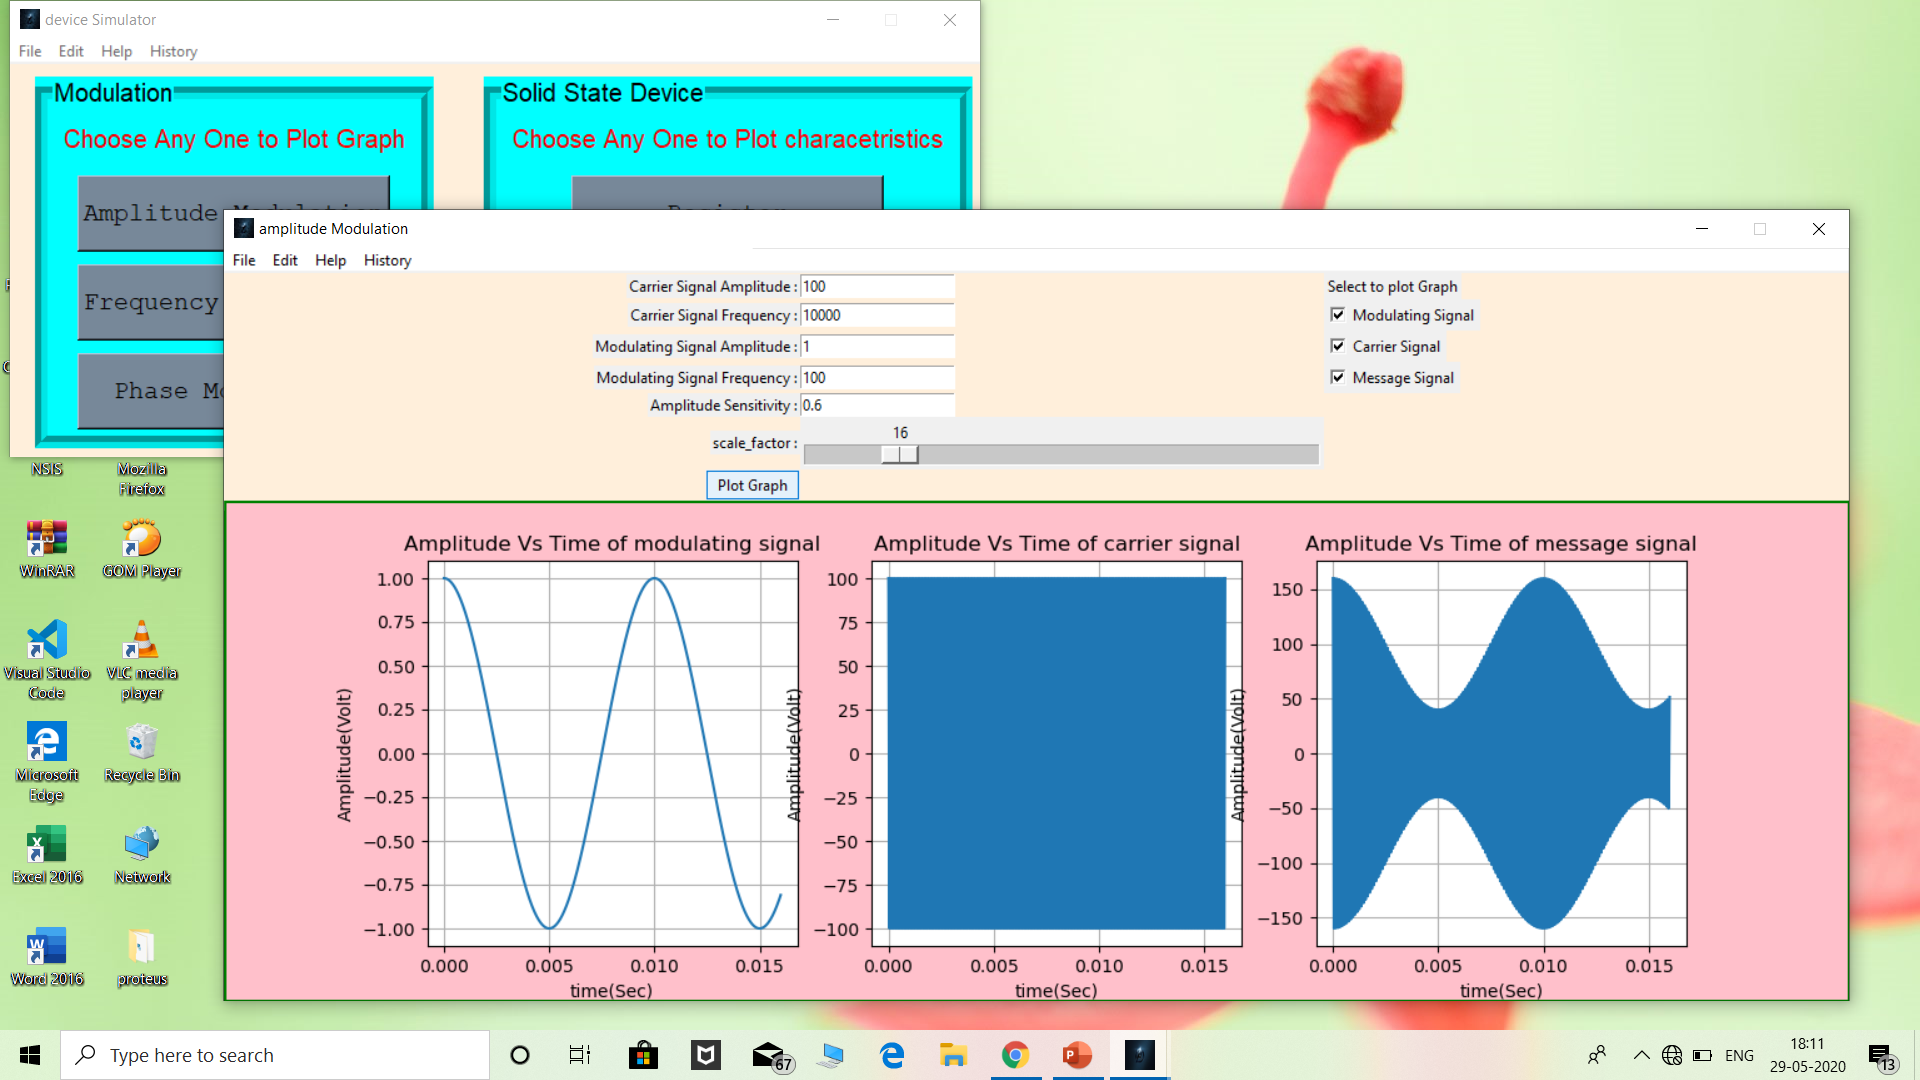 device Simulator
File Edit Help History
Modulation
Choose Any One to Plot Graph
Amplitude Modulation
Frequency
Phase
Solid State Device
Choose Any One to Plot characetristics
amplitude Modulation
File Edit Help History
Carrier Signal Amplitude : 100
Carrier Signal Frequency : 10000
Modulating Signal Amplitude : 1
Modulating Signal Frequency : 100
Amplitude Sensitivity : 0.6
16
scale_factor :
Plot Graph
Select to plot Graph
Modulating Signal
Carrier Signal
Message Signal
Amplitude Vs Time of modulating signal
1.00
0.75
0.50
0.25
0.00
−0.25
−0.50
−0.75
−1.00
Amplitude(Volt)
0.000 0.005 0.010 0.015
time(Sec)
Amplitude Vs Time of carrier signal
100
75
50
25
0
−25
−50
−75
−100
Amplitude(Volt)
0.000 0.005 0.010 0.015
time(Sec)
Amplitude Vs Time of message signal
150
100
50
0
−50
−100
−150
Amplitude(Volt)
0.000 0.005 0.010 0.015
time(Sec)
NSIS
Mozilla
Firefox
WinRAR
GOM Player
Visual Studio
Code
VLC media
player
Microsoft
Edge
Recycle Bin
Excel 2016
Network
Word 2016
proteus
Type here to search
67
ENG
18:11
29-05-2020
13